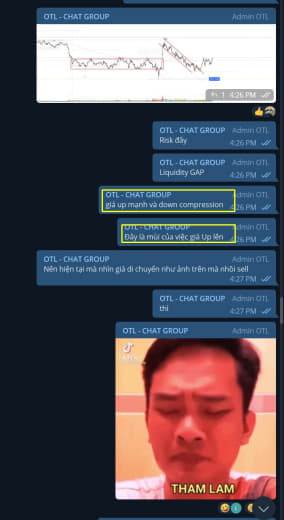 OTL - CHAT GROUP Admin OTL
1 4:26 PM
OTL - CHAT GROUP Admin OTL
Risk đây
4:26 PM
OTL - CHAT GROUP Admin OTL
Liquidity GAP
4:26 PM
OTL - CHAT GROUP Admin OTL
giá up mạnh và down compression
4:26 PM
OTL - CHAT GROUP Admin OTL
Đây là mùi của việc giá Up lên
4:26 PM
OTL - CHAT GROUP Admin OTL
Nên hiện tại mà nhìn giá di chuyển như ảnh trên mà nhồi sell
4:27 PM
OTL - CHAT GROUP Admin OTL
thì
4:27 PM
OTL - CHAT GROUP Admin OTL
THAM LAM